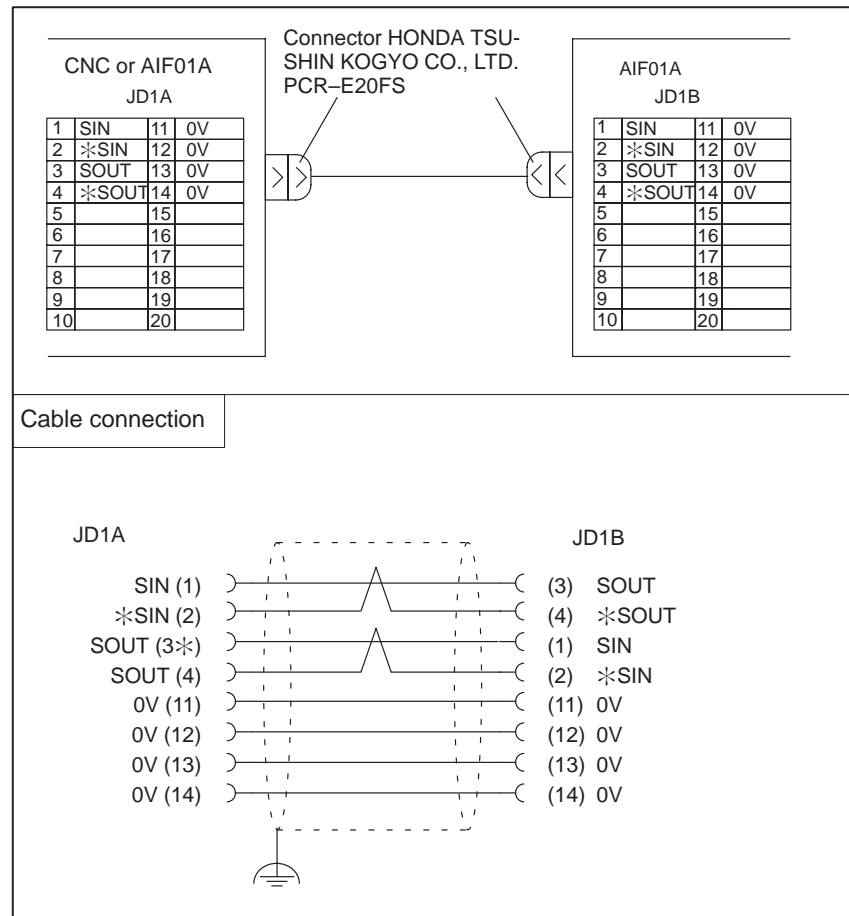 Connector HONDA TSU-
SHIN KOGYO CO., LTD.
PCR–E20FS
CNC or AIF01A
JD1A
1 SIN 11 0V
2 ∗SIN 12 0V
3 SOUT 13 0V
4 ∗SOUT 14 0V
5 15
6 16
7 17
8 18
9 19
10 20
AIF01A
JD1B
1 SIN 11 0V
2 ∗SIN 12 0V
3 SOUT 13 0V
4 ∗SOUT 14 0V
5 15
6 16
7 17
8 18
9 19
10 20
Cable connection
JD1A JD1B
SIN (1) (3) SOUT
∗SIN (2) (4) ∗SOUT
SOUT (3∗) (1) SIN
SOUT (4) (2) ∗SIN
0V (11) (11) 0V
0V (12) (12) 0V
0V (13) (13) 0V
0V (14) (14) 0V